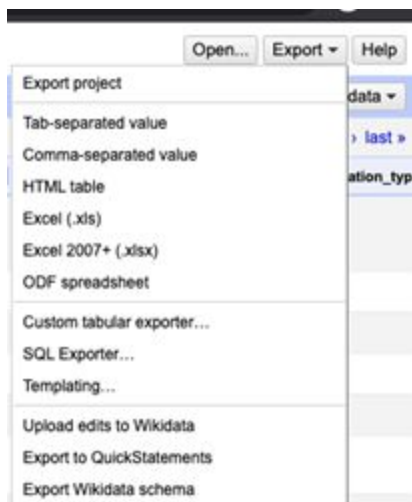 Open... Export Help
Export project
data
Tab-separated value
› last »
Comma-separated value
ation_typ
HTML table
Excel (.xls)
Excel 2007+ (.xlsx)
ODF spreadsheet
Custom tabular exporter...
SQL Exporter...
Templating...
Upload edits to Wikidata
Export to QuickStatements
Export Wikidata schema